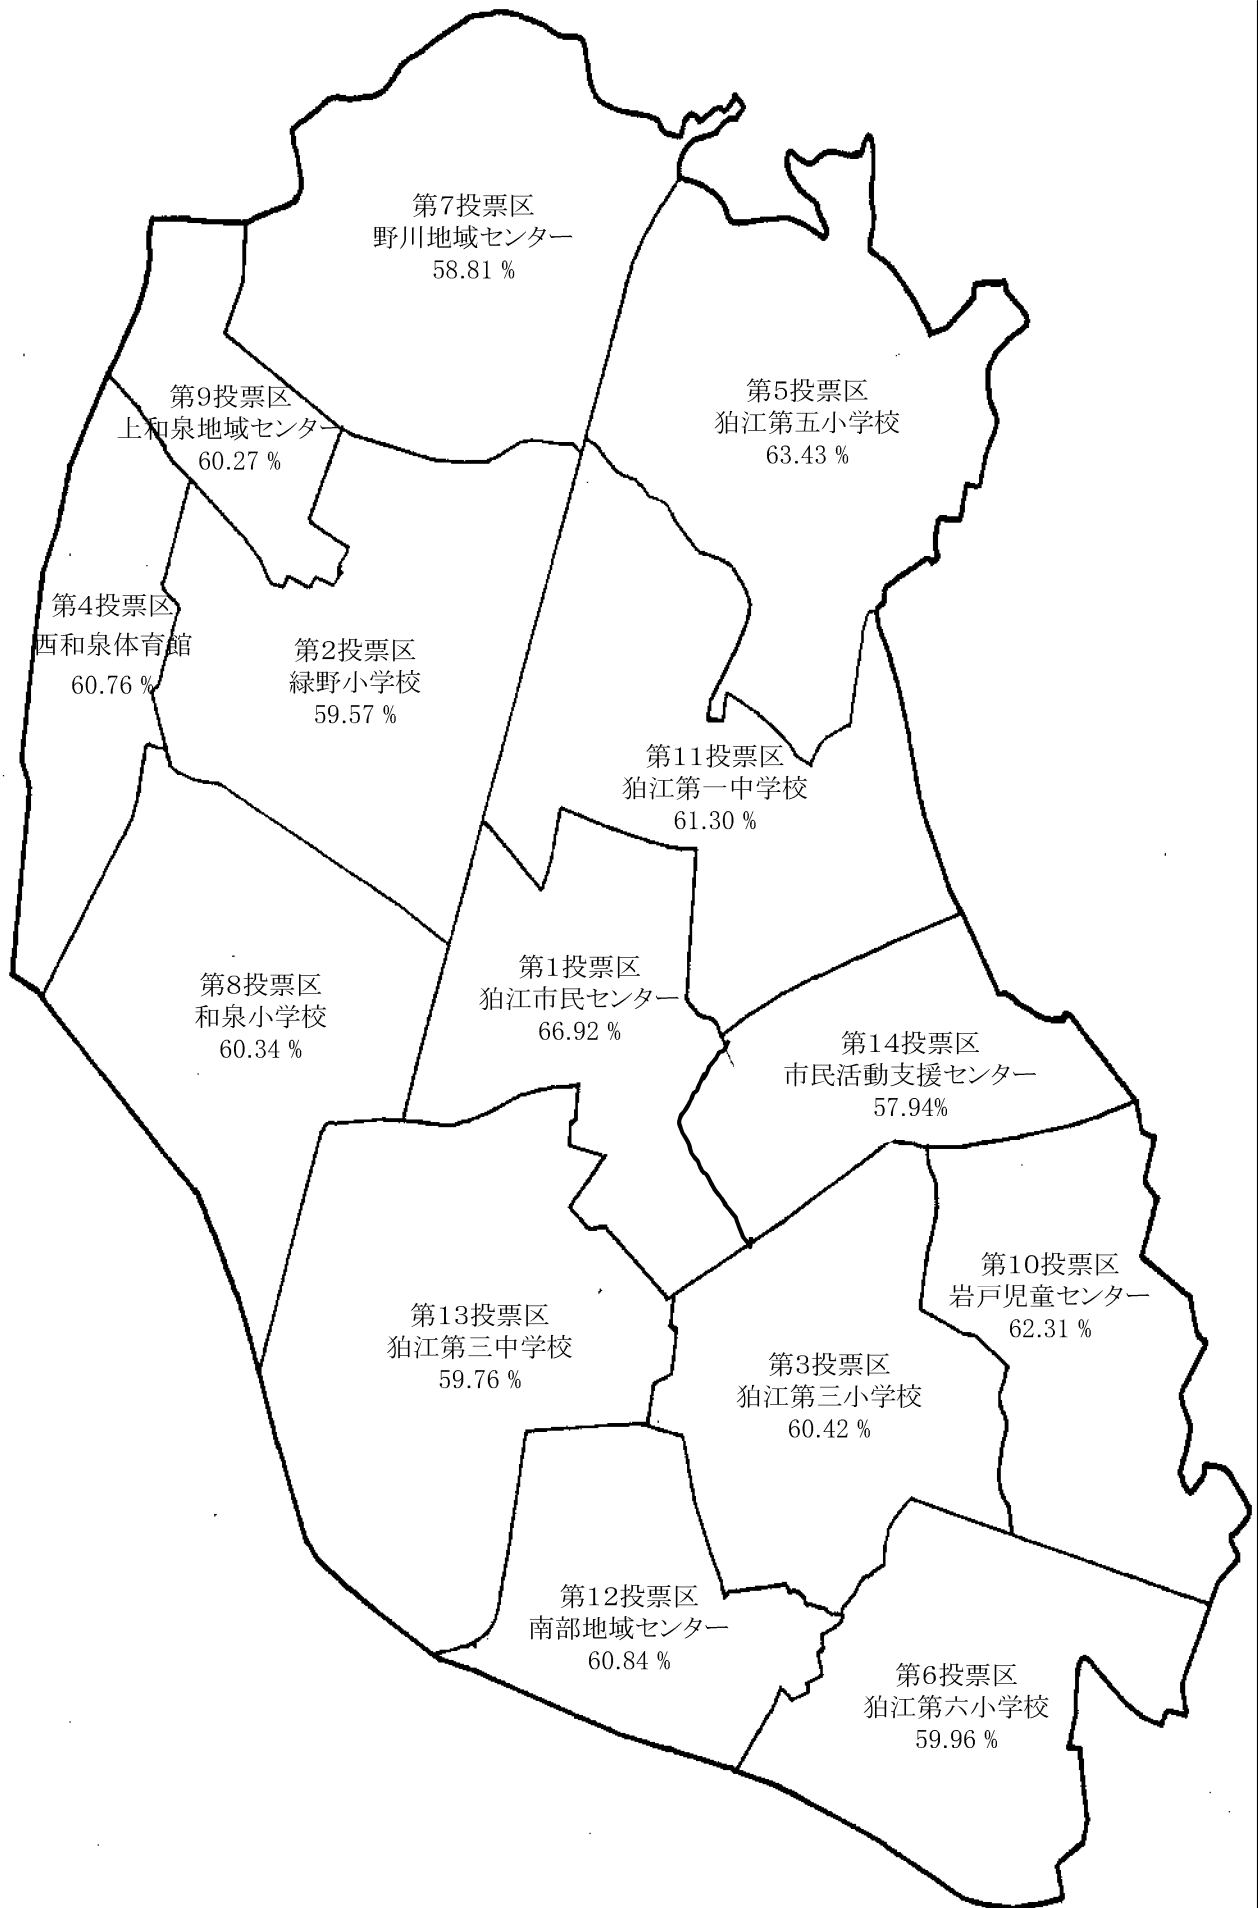 第7投票区
野川地域センター
58.81 %
第5投票区
狛江第五小学校
63.43 %
第9投票区
上和泉地域センター
60.27 %
第4投票区
西和泉体育館
60.76 %
第2投票区
緑野小学校
59.57 %
第11投票区
狛江第一中学校
61.30 %
第1投票区
狛江市民センター
66.92 %
第8投票区
和泉小学校
60.34 %
第14投票区
市民活動支援センター
57.94%
第10投票区
岩戸児童センター
62.31 %
第13投票区
狛江第三中学校
59.76 %
第3投票区
狛江第三小学校
60.42 %
第12投票区
南部地域センター
60.84 %
第6投票区
狛江第六小学校
59.96 %